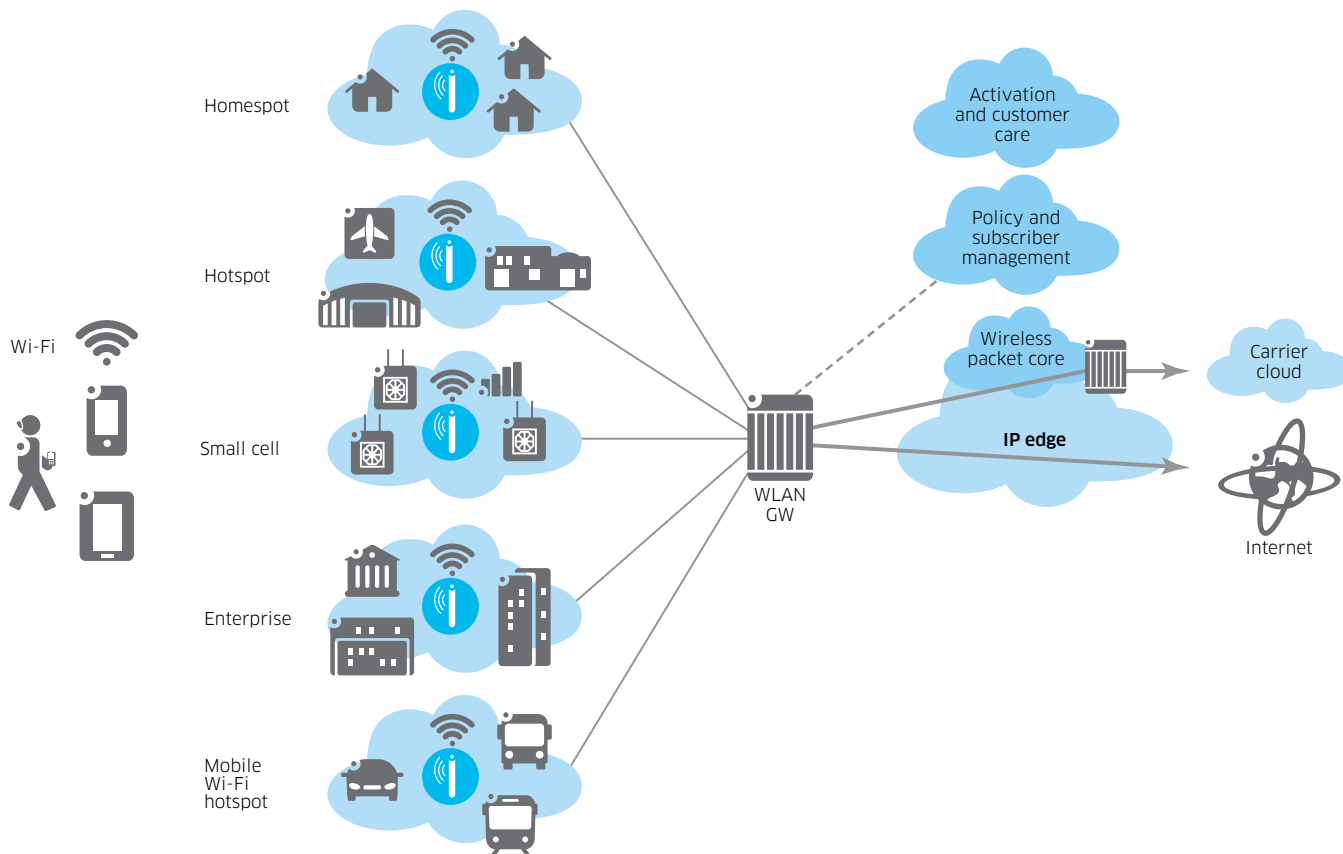 Homespot
Hotspot
Wi-Fi
Small cell
Enterprise
Mobile
Wi-Fi
hotspot
WLAN
GW
Activation
and customer
care
Policy and
subscriber
management
Wireless
packet core
IP edge
Carrier
cloud
Internet